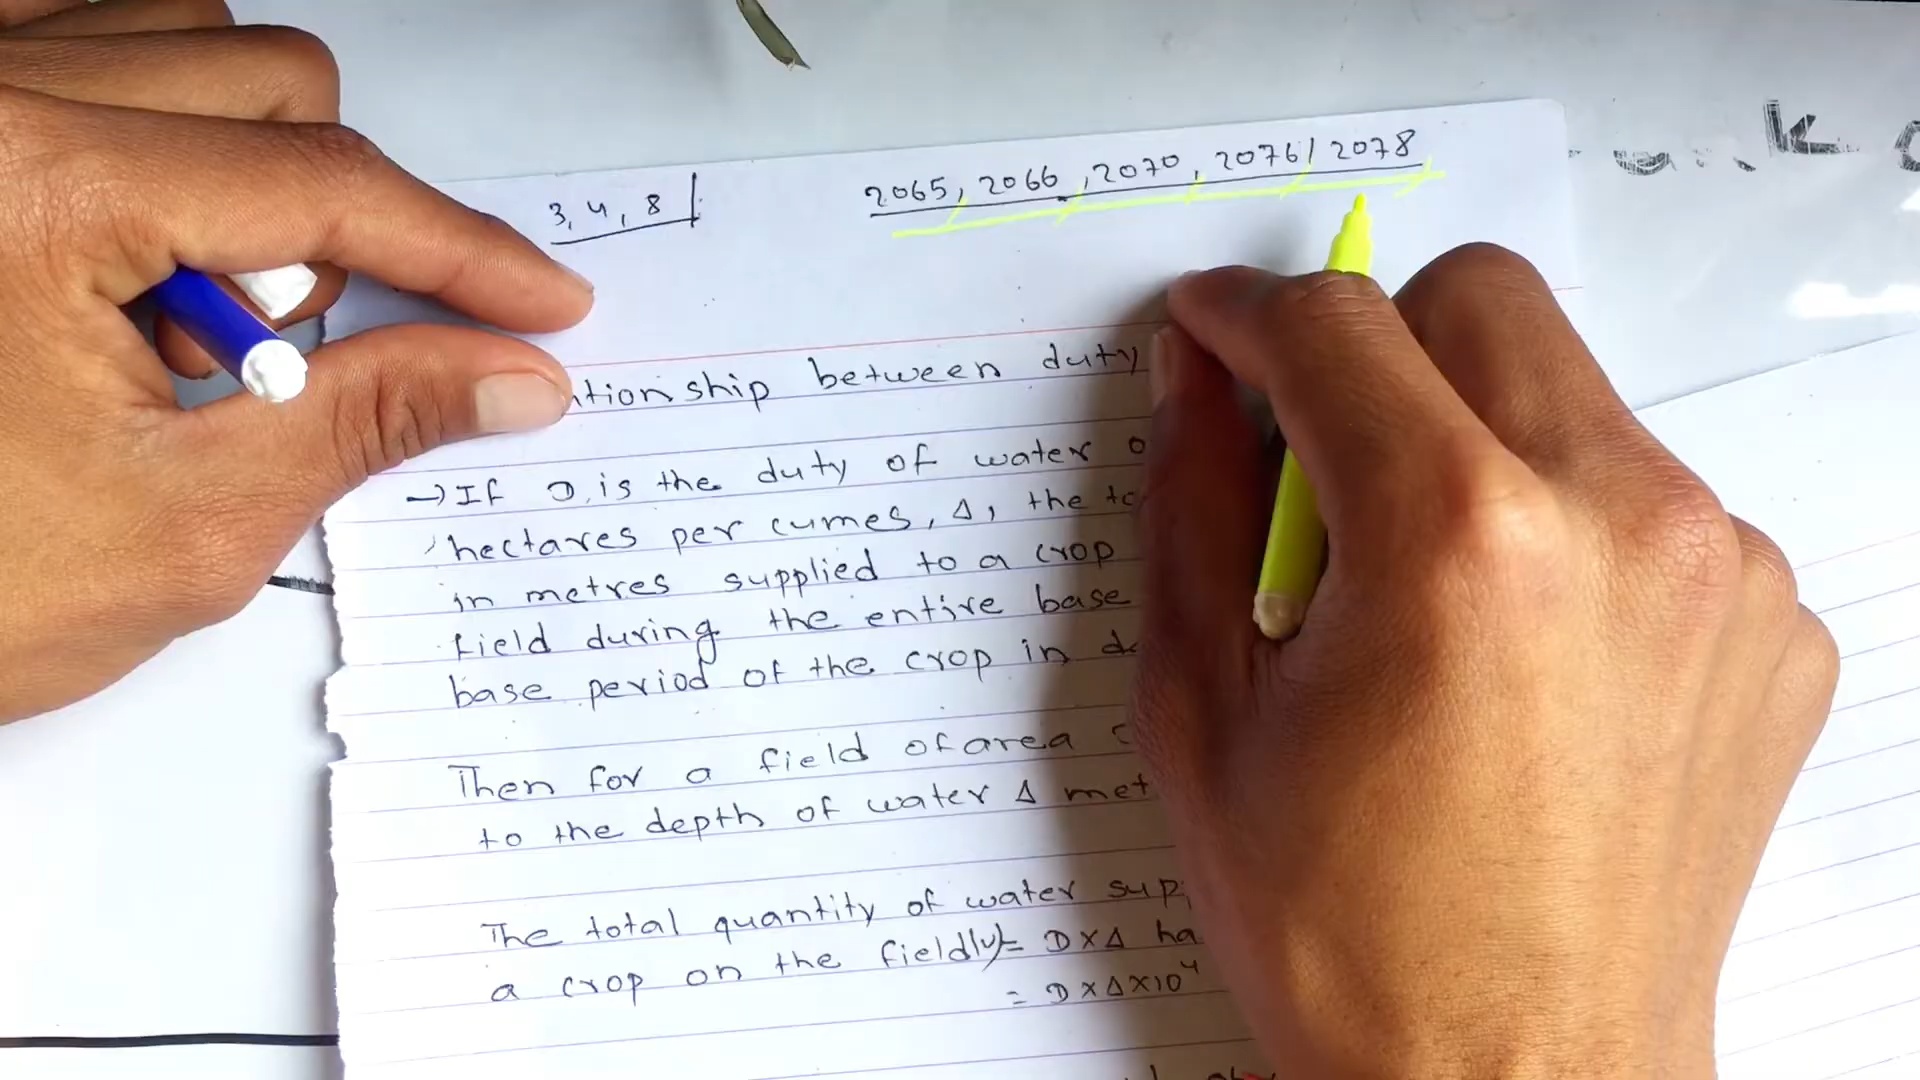 3, 4, 8
2065, 2066, 2070, 2076/ 2078
tionship between duty
→ If D, is the duty of water
hectares per cumes, Δ, the
in metres supplied to a crop
field during the entire base
base period of the crop in
Then for a field of area
to the depth of water Δ met
The total quantity of water sup
a crop on the field(v)= D×Δ ha
= D×Δ×10⁴